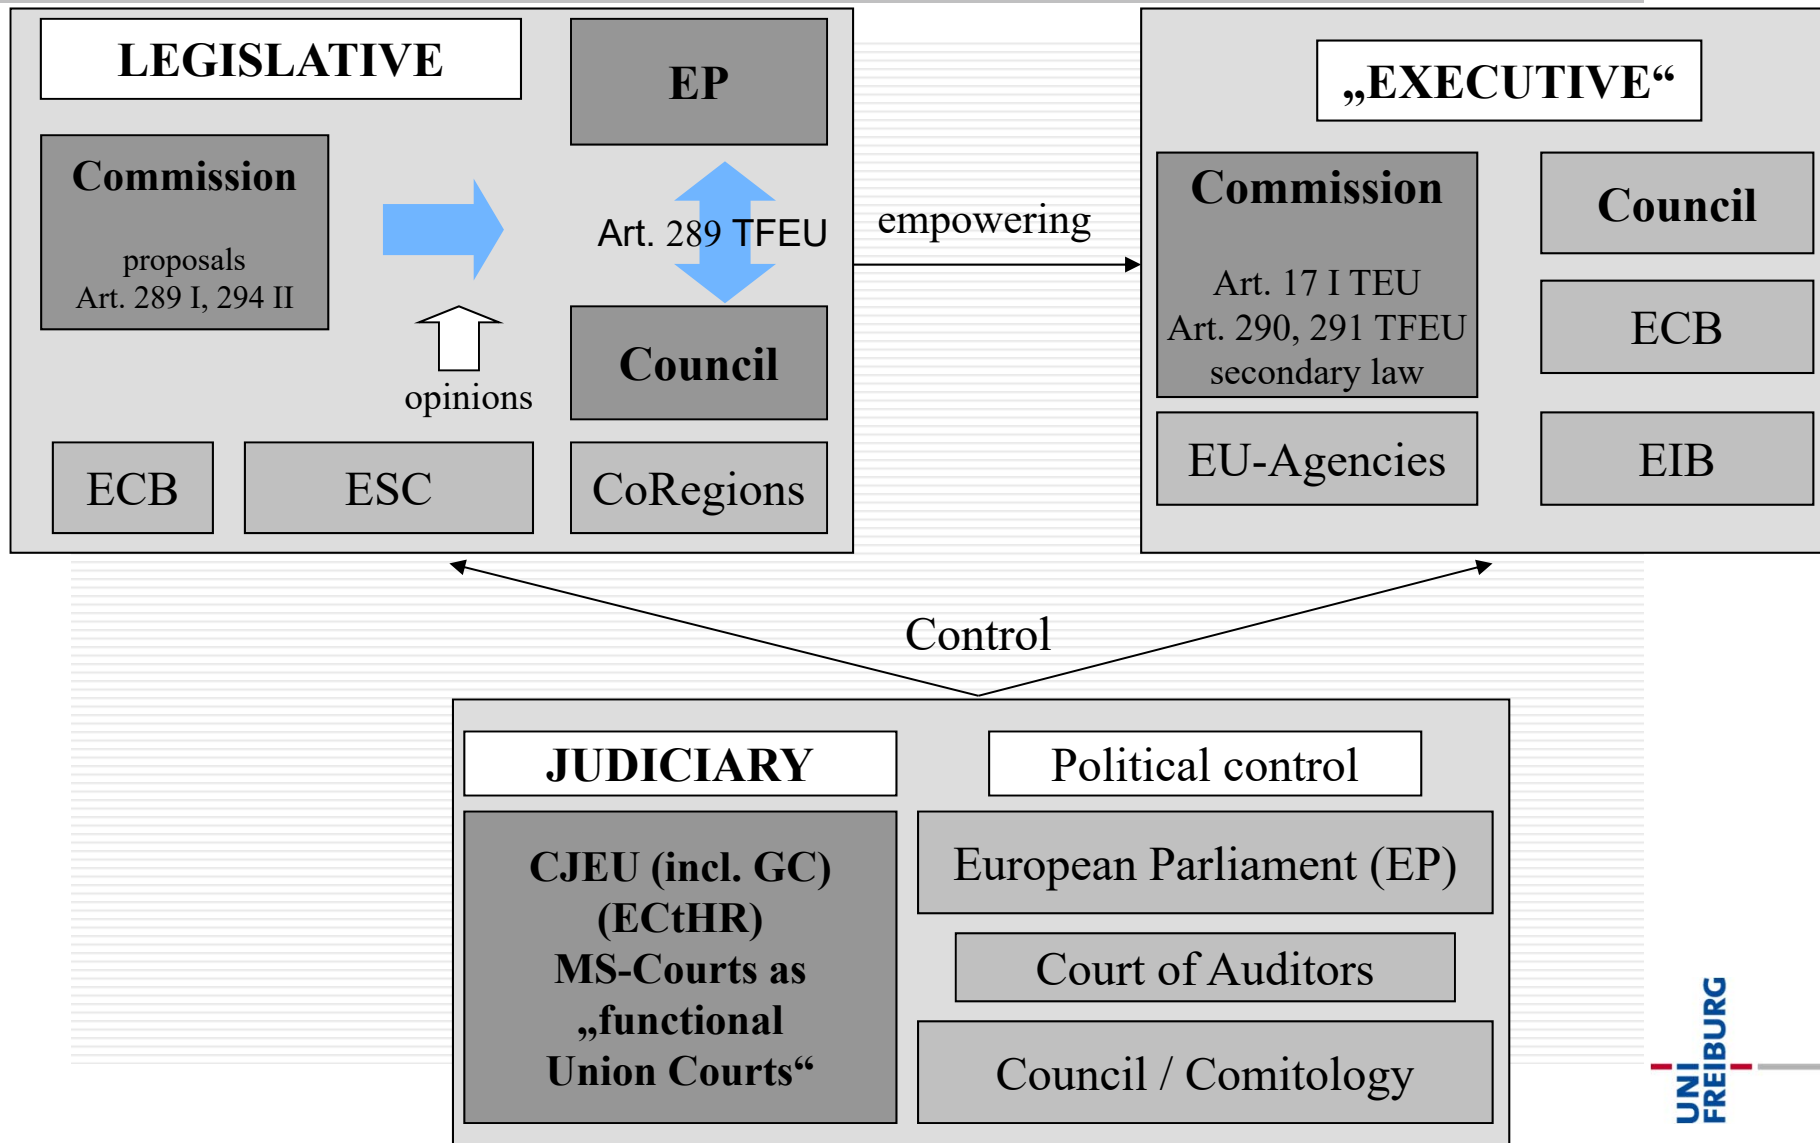 LEGISLATIVE
EP
Commission
proposals
Art. 289 I, 294 II
Art. 289 TFEU
opinions
Council
ECB
ESC
CoRegions
empowering
„EXECUTIVE“
Commission
Art. 17 I TEU
Art. 290, 291 TFEU
secondary law
Council
ECB
EU-Agencies
EIB
Control
JUDICIARY
CJEU (incl. GC)
(ECtHR)
MS-Courts as
„functional
Union Courts“
Political control
European Parliament (EP)
Court of Auditors
Council / Comitology
UNI
FREIBURG